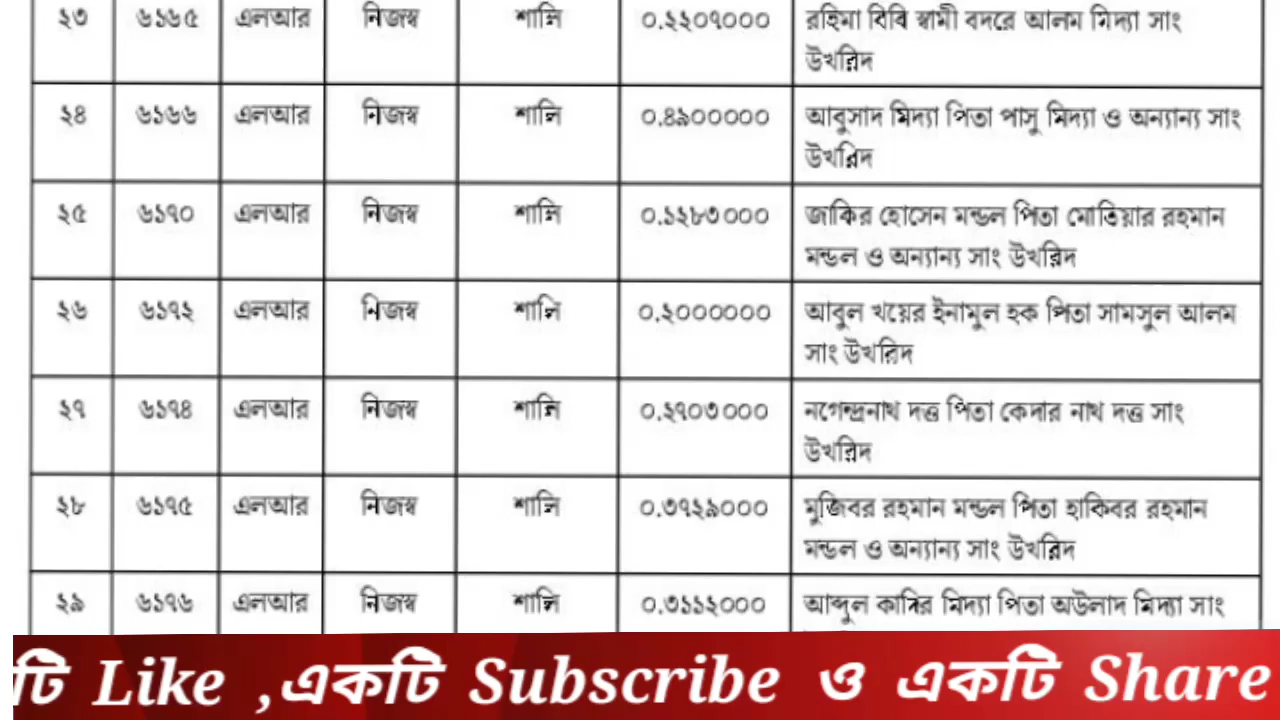 ২৩ ৬১৬৫ এলআর নিজস্ব শালি ০.২২০৭০০০ রহিমা বিবি স্বামী বদরে আলম মিদ্যা সাং
উখরিদ
২৪ ৬১৬৬ এলআর নিজস্ব শালি ০.৪৯০০০০০ আবুসাদ মিদ্যা পিতা পাসু মিদ্যা ও অন্যান্য সাং
উখরিদ
২৫ ৬১৭০ এলআর নিজস্ব শালি ০.১২৮৩০০০ জাকির হোসেন মন্ডল পিতা মোতিয়ার রহমান
মন্ডল ও অন্যান্য সাং উখরিদ
২৬ ৬১৭২ এলআর নিজস্ব শালি ০.২০০০০০০ আবুল খয়ের ইনামুল হক পিতা সামসুল আলম
সাং উখরিদ
২৭ ৬১৭৪ এলআর নিজস্ব শালি ০.২৭০৩০০০ নগেন্দ্রনাথ দত্ত পিতা কেদার নাথ দত্ত সাং
উখরিদ
২৮ ৬১৭৫ এলআর নিজস্ব শালি ০.৩৭২৯০০০ মুজিবর রহমান মন্ডল পিতা হাকিবর রহমান
মন্ডল ও অন্যান্য সাং উখরিদ
২৯ ৬১৭৬ এলআর নিজস্ব শালি ০.৩১১২০০০ আব্দুল কাদির মিদ্যা পিতা অউলাদ মিদ্যা সাং
টি Like ,একটি Subscribe ও একটি Share